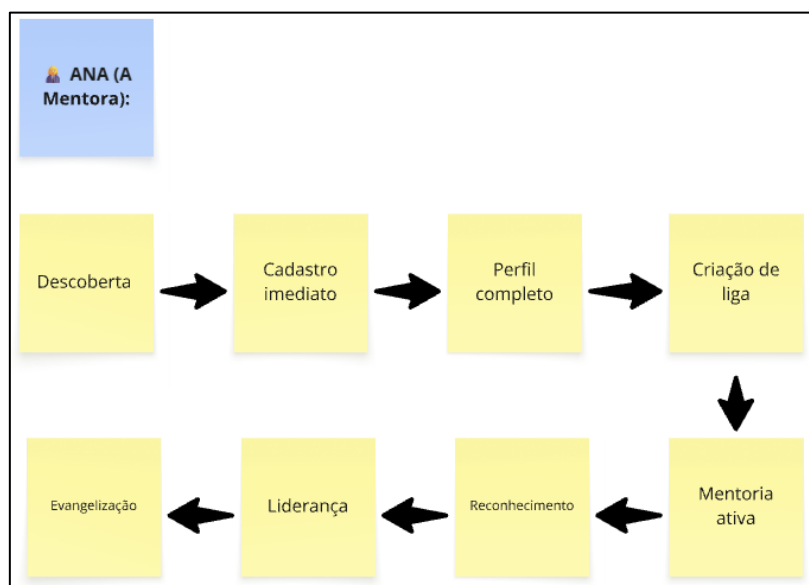 🤷‍♀️ ANA (A
Mentora):
Descoberta
Cadastro
imediato
Perfil
completo
Criação de
liga
Evangelização
Liderança
Reconhecimento
Mentoria
ativa